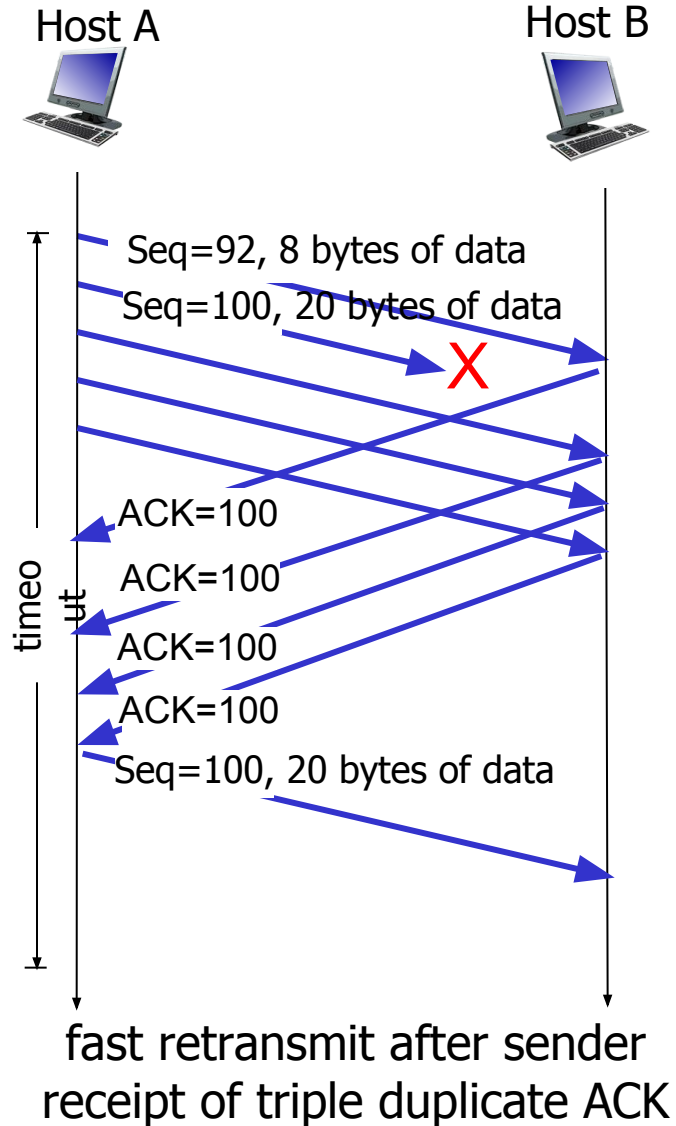 Host A
Host B
Seq=92, 8 bytes of data
Seq=100, 20 bytes of data
X
ACK=100
ACK=100
timeo
ut
ACK=100
ACK=100
Seq=100, 20 bytes of data
fast retransmit after sender
receipt of triple duplicate ACK